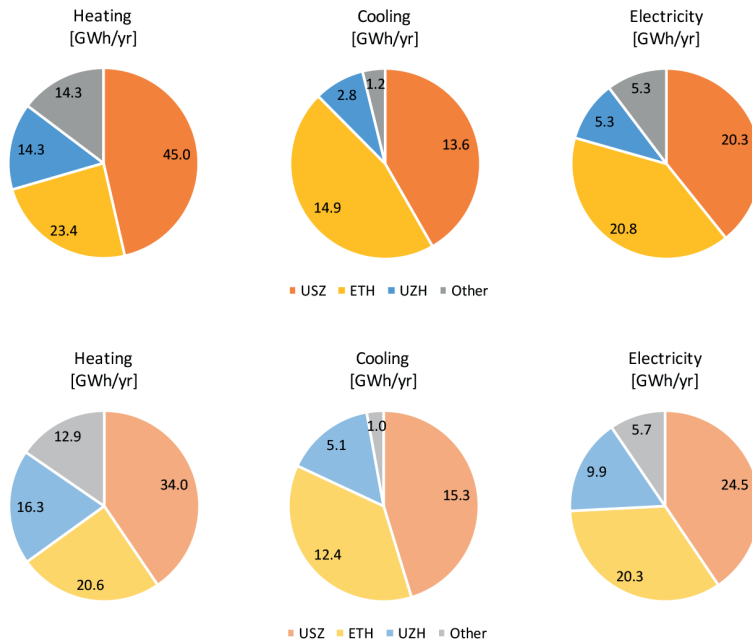 Heating
[GWh/yr]
Cooling
[GWh/yr]
Electricity
[GWh/yr]
14.3
45.0
14.3
23.4
1.2
2.8
13.6
14.9
5.3
5.3
20.3
20.8
USZ ETH UZH Other
Heating
[GWh/yr]
Cooling
[GWh/yr]
Electricity
[GWh/yr]
12.9
34.0
16.3
20.6
1.0
5.1
15.3
12.4
5.7
9.9
24.5
20.3
USZ ETH UZH Other